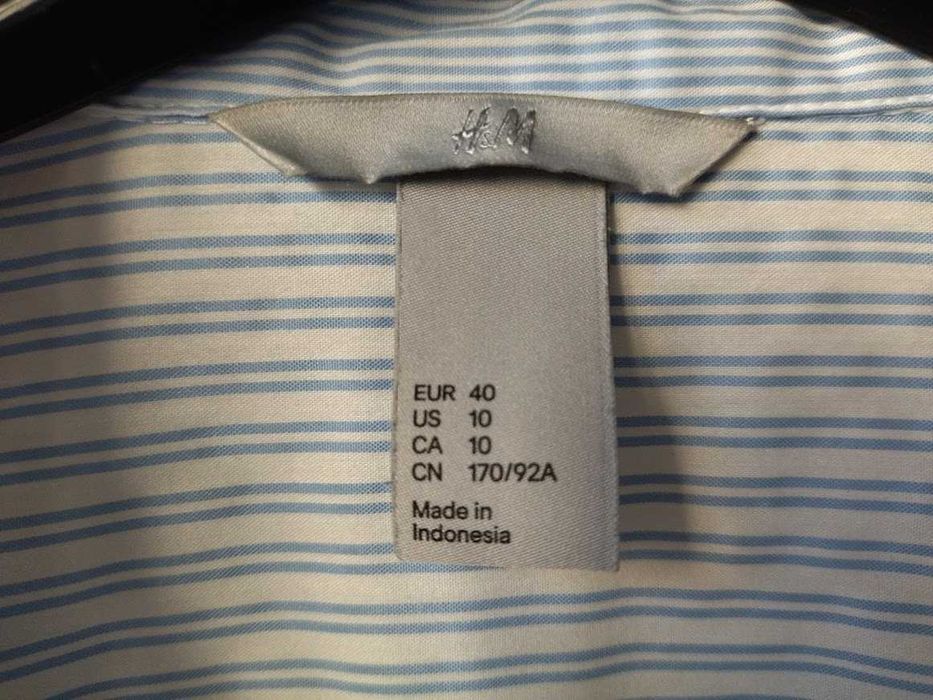 H&M
EUR 40
US 10
CA 10
CN 170/92A
Made in
Indonesia